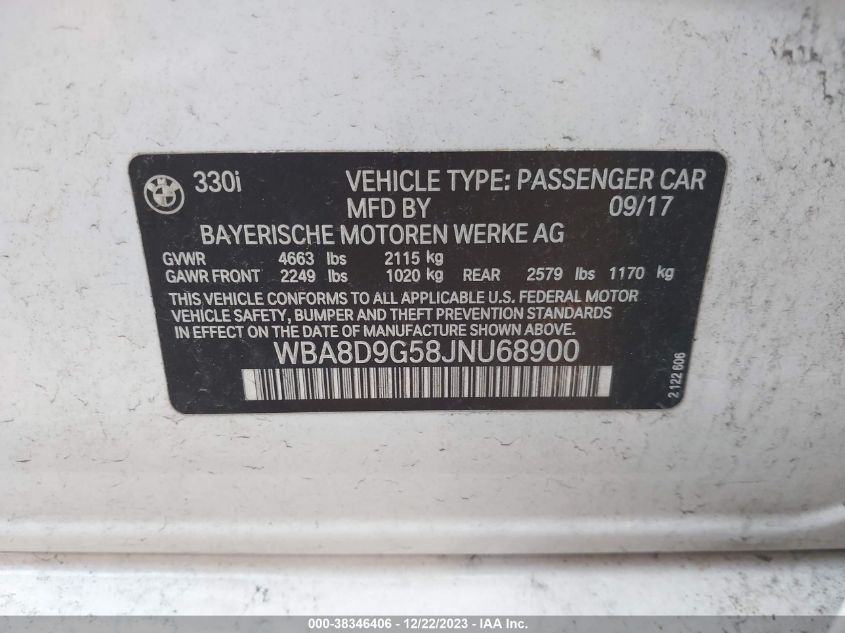 330i VEHICLE TYPE: PASSENGER CAR
MFD BY 09/17
BAYERISCHE MOTOREN WERKE AG
GVWR 4663 lbs 2115 kg
GAWR FRONT 2249 lbs 1020 kg REAR 2579 lbs 1170 kg
THIS VEHICLE CONFORMS TO ALL APPLICABLE U.S. FEDERAL MOTOR
VEHICLE SAFETY, BUMPER AND THEFT PREVENTION STANDARDS
IN EFFECT ON THE DATE OF MANUFACTURE SHOWN ABOVE.
WBA8D9G58JNU68900
2 122 606
000-38346406 - 12/22/2023 - IAA Inc.